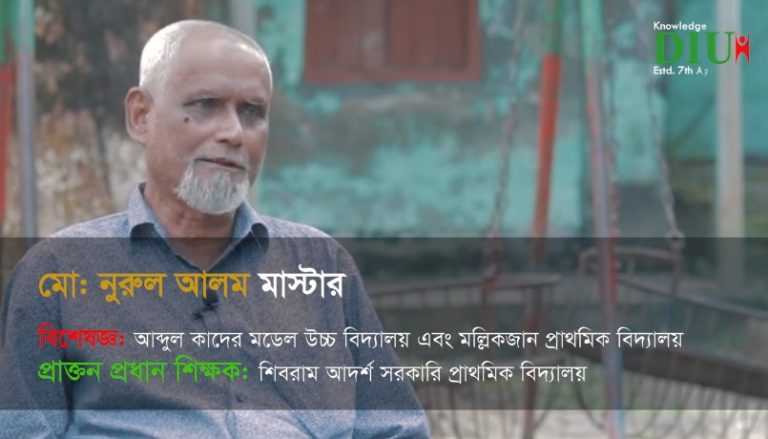 Knowledge
DIU
Estd. 7th Ap
মো: নুরুল আলম মাস্টার
বিশেষজ্ঞ: আব্দুল কাদের মডেল উচ্চ বিদ্যালয় এবং মল্লিকজান প্রাথমিক বিদ্যালয়
প্রাক্তন প্রধান শিক্ষক: শিবরাম আদর্শ সরকারি প্রাথমিক বিদ্যালয়